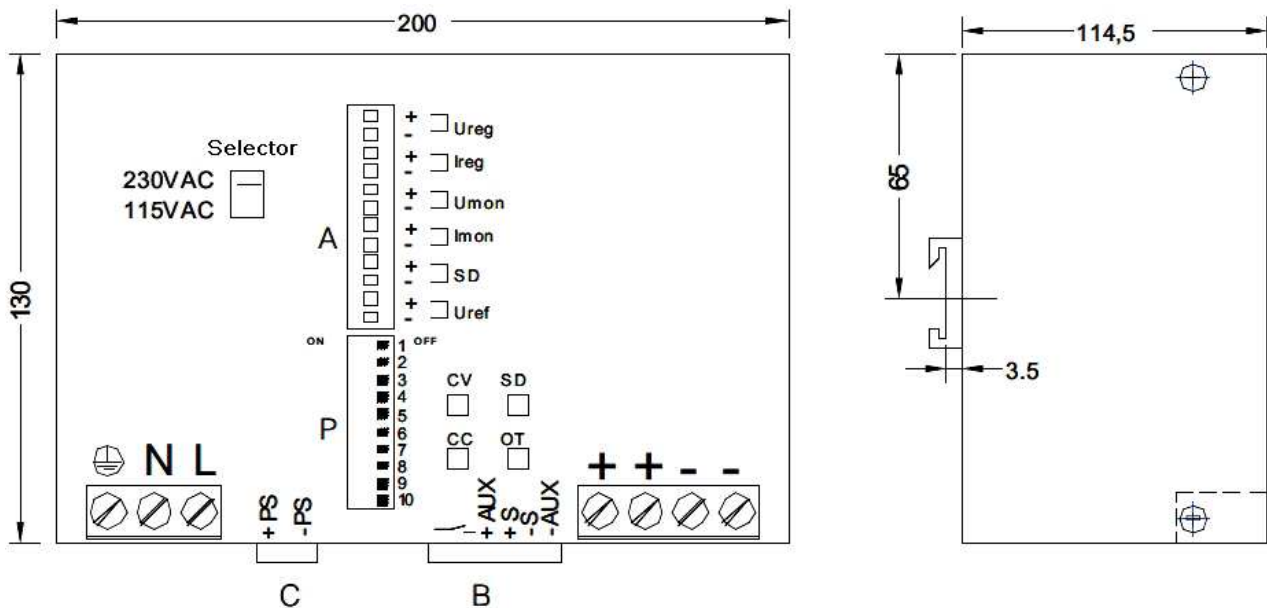 200
114,5
130
65
3.5
Selector
230VAC
115VAC
A
+
- Ureg
+
- Ireg
+
- Umon
+
- Imon
+
- SD
+
- Uref
ON
OFF
1
2
3
4
5
6
7
8
9
10
P
CV SD
CC OT
N L
+ + - -
+PS
-PS
+AUX
+S
-S
-AUX
C
B